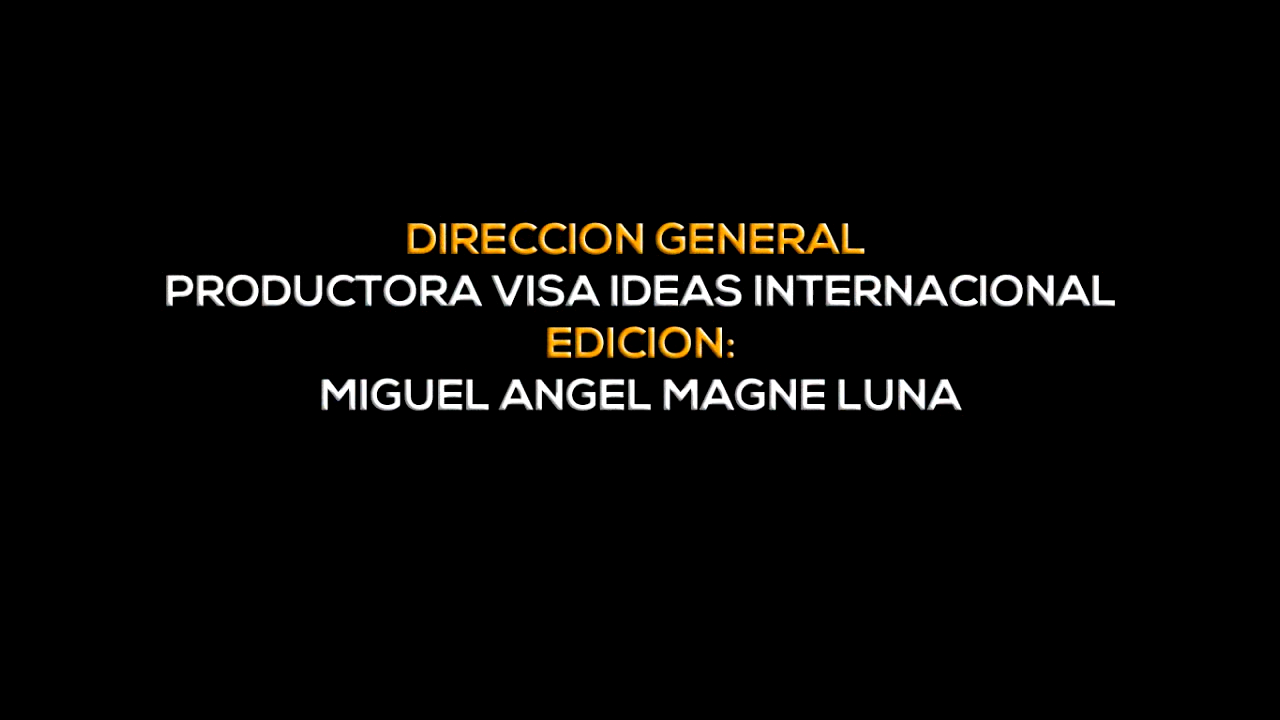 DIRECCION GENERAL
PRODUCTORA VISA IDEAS INTERNACIONAL
EDICION:
MIGUEL ANGEL MAGNE LUNA